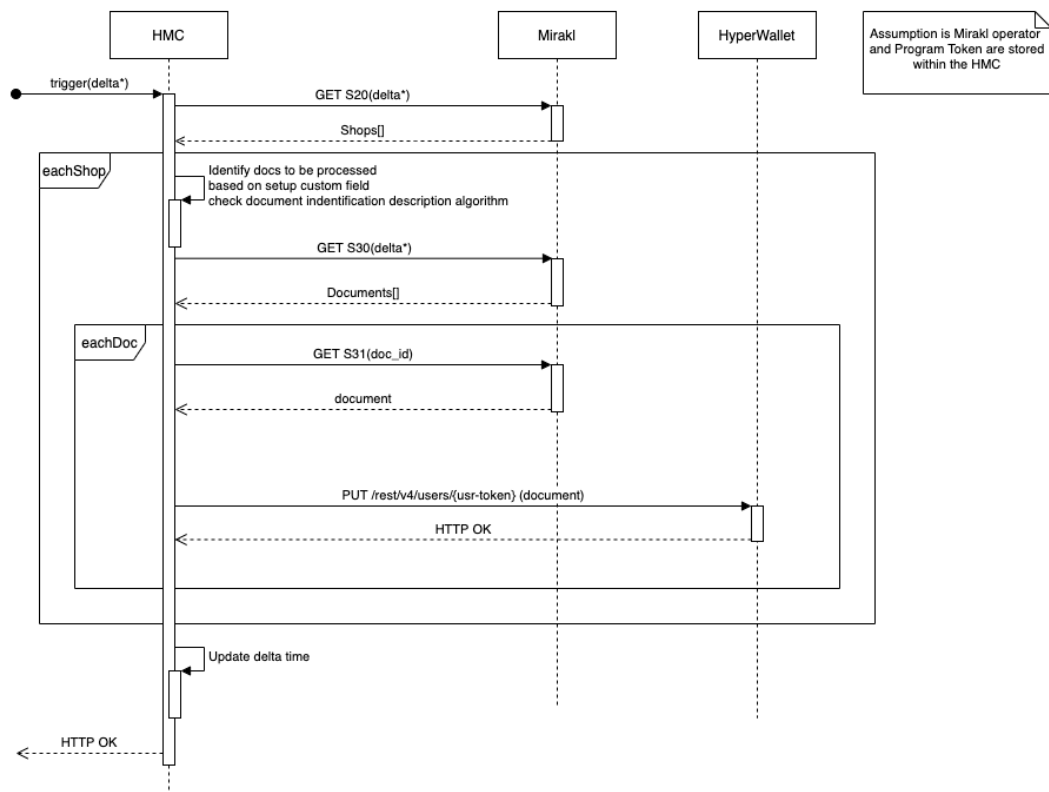 HMC
Mirakl
HyperWallet
Assumption is Mirakl operator
and Program Token are stored
within the HMC
trigger(delta*)
GET S20(delta*)
Shops[]
eachShop
Identify docs to be processed
based on setup custom field
check document indentification description algorithm
GET S30(delta*)
Documents[]
eachDoc
GET S31(doc_id)
document
PUT /rest/v4/users/{usr-token} (document)
HTTP OK
Update delta time
HTTP OK